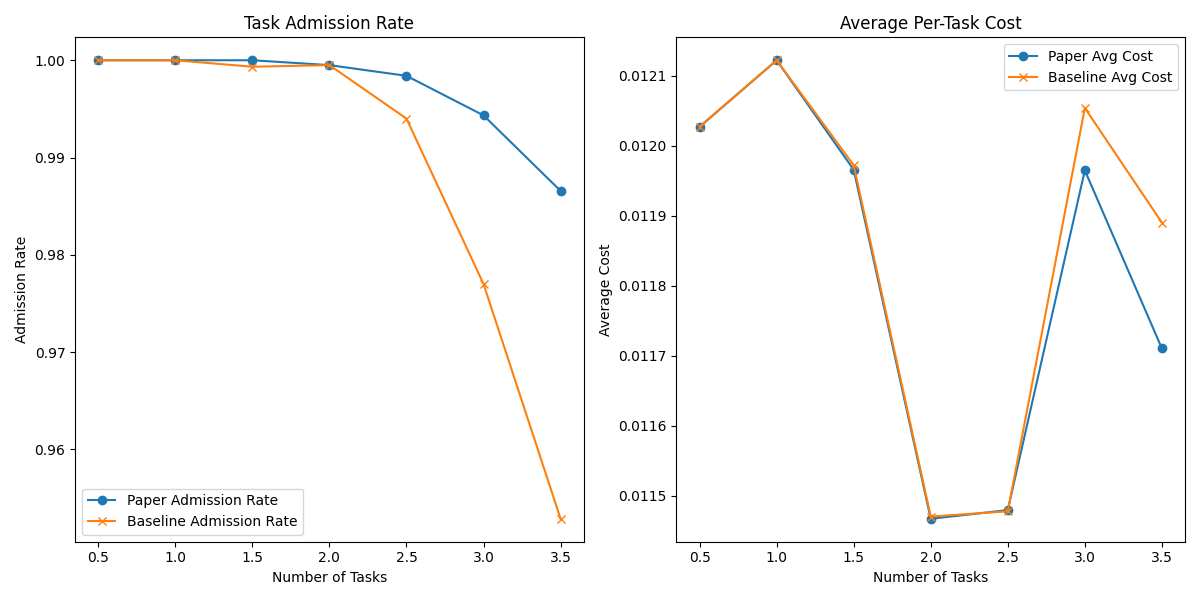 Task Admission Rate
Admission Rate
1.00
0.99
0.98
0.97
0.96
Paper Admission Rate
Baseline Admission Rate
0.5 1.0 1.5 2.0 2.5 3.0 3.5
Number of Tasks
Average Per-Task Cost
Average Cost
0.0121
0.0120
0.0119
0.0118
0.0117
0.0116
0.0115
Paper Avg Cost
Baseline Avg Cost
0.5 1.0 1.5 2.0 2.5 3.0 3.5
Number of Tasks